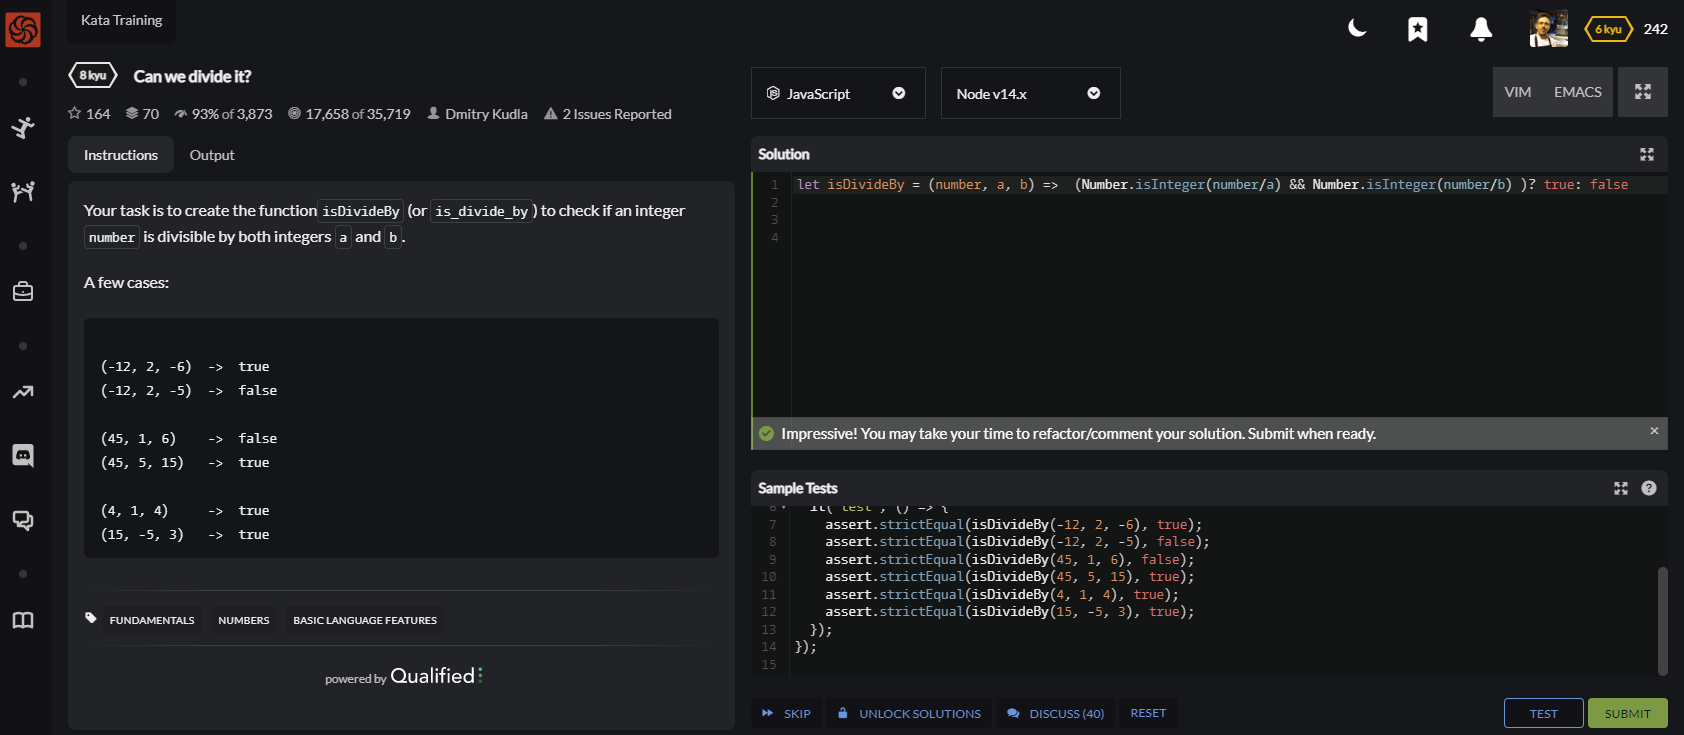 Kata Training
6 kyu 242
8 kyu Can we divide it?
164 70 93% of 3,873 17,658 of 35,719 Dmitry Kudla 2 Issues Reported
Instructions Output
Your task is to create the function isDivideBy (or is_divide_by) to check if an integer
number is divisible by both integers a and b.
A few cases:
(-12, 2, -6) -> true
(-12, 2, -5) -> false
(45, 1, 6) -> false
(45, 5, 15) -> true
(4, 1, 4) -> true
(15, -5, 3) -> true
FUNDAMENTALS NUMBERS BASIC LANGUAGE FEATURES
powered by Qualified
JavaScript Node v14.x VIM EMACS
Solution
1 let isDivideBy = (number, a, b) => (Number.isInteger(number/a) && Number.isInteger(number/b) )? true: false
2
3
4
Impressive! You may take your time to refactor/comment your solution. Submit when ready.
Sample Tests
6 it("test", () => {
7 assert.strictEqual(isDivideBy(-12, 2, -6), true);
8 assert.strictEqual(isDivideBy(-12, 2, -5), false);
9 assert.strictEqual(isDivideBy(45, 1, 6), false);
10 assert.strictEqual(isDivideBy(45, 5, 15), true);
11 assert.strictEqual(isDivideBy(4, 1, 4), true);
12 assert.strictEqual(isDivideBy(15, -5, 3), true);
13 });
14 });
15
SKIP UNLOCK SOLUTIONS DISCUSS (40) RESET TEST SUBMIT